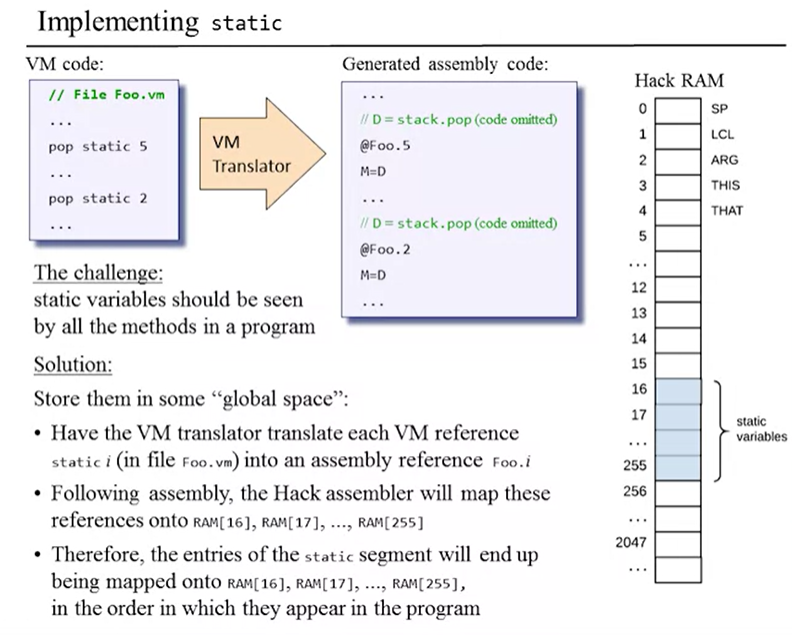 Implementing static
VM code:
// File Foo.vm
...
pop static 5
...
pop static 2
...
VM
Translator
Generated assembly code:
...
// D = stack.pop (code omitted)
@Foo.5
M=D
...
// D = stack.pop (code omitted)
@Foo.2
M=D
...
The challenge:
static variables should be seen
by all the methods in a program
Solution:
Store them in some “global space”:
• Have the VM translator translate each VM reference
static i (in file Foo.vm) into an assembly reference Foo.i
• Following assembly, the Hack assembler will map these
references onto RAM[16], RAM[17], ..., RAM[255]
• Therefore, the entries of the static segment will end up
being mapped onto RAM[16], RAM[17], ..., RAM[255],
in the order in which they appear in the program
Hack RAM
0 SP
1 LCL
2 ARG
3 THIS
4 THAT
5
...
12
13
14
15
16
17
...
255
256
...
2047
...
static
variables